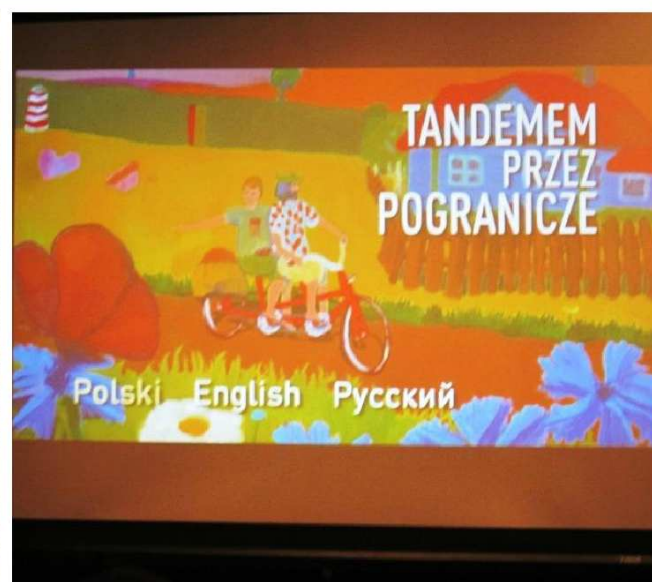 TANDEMEM
PRZEZ
POGRANICZE
Polski English Русский